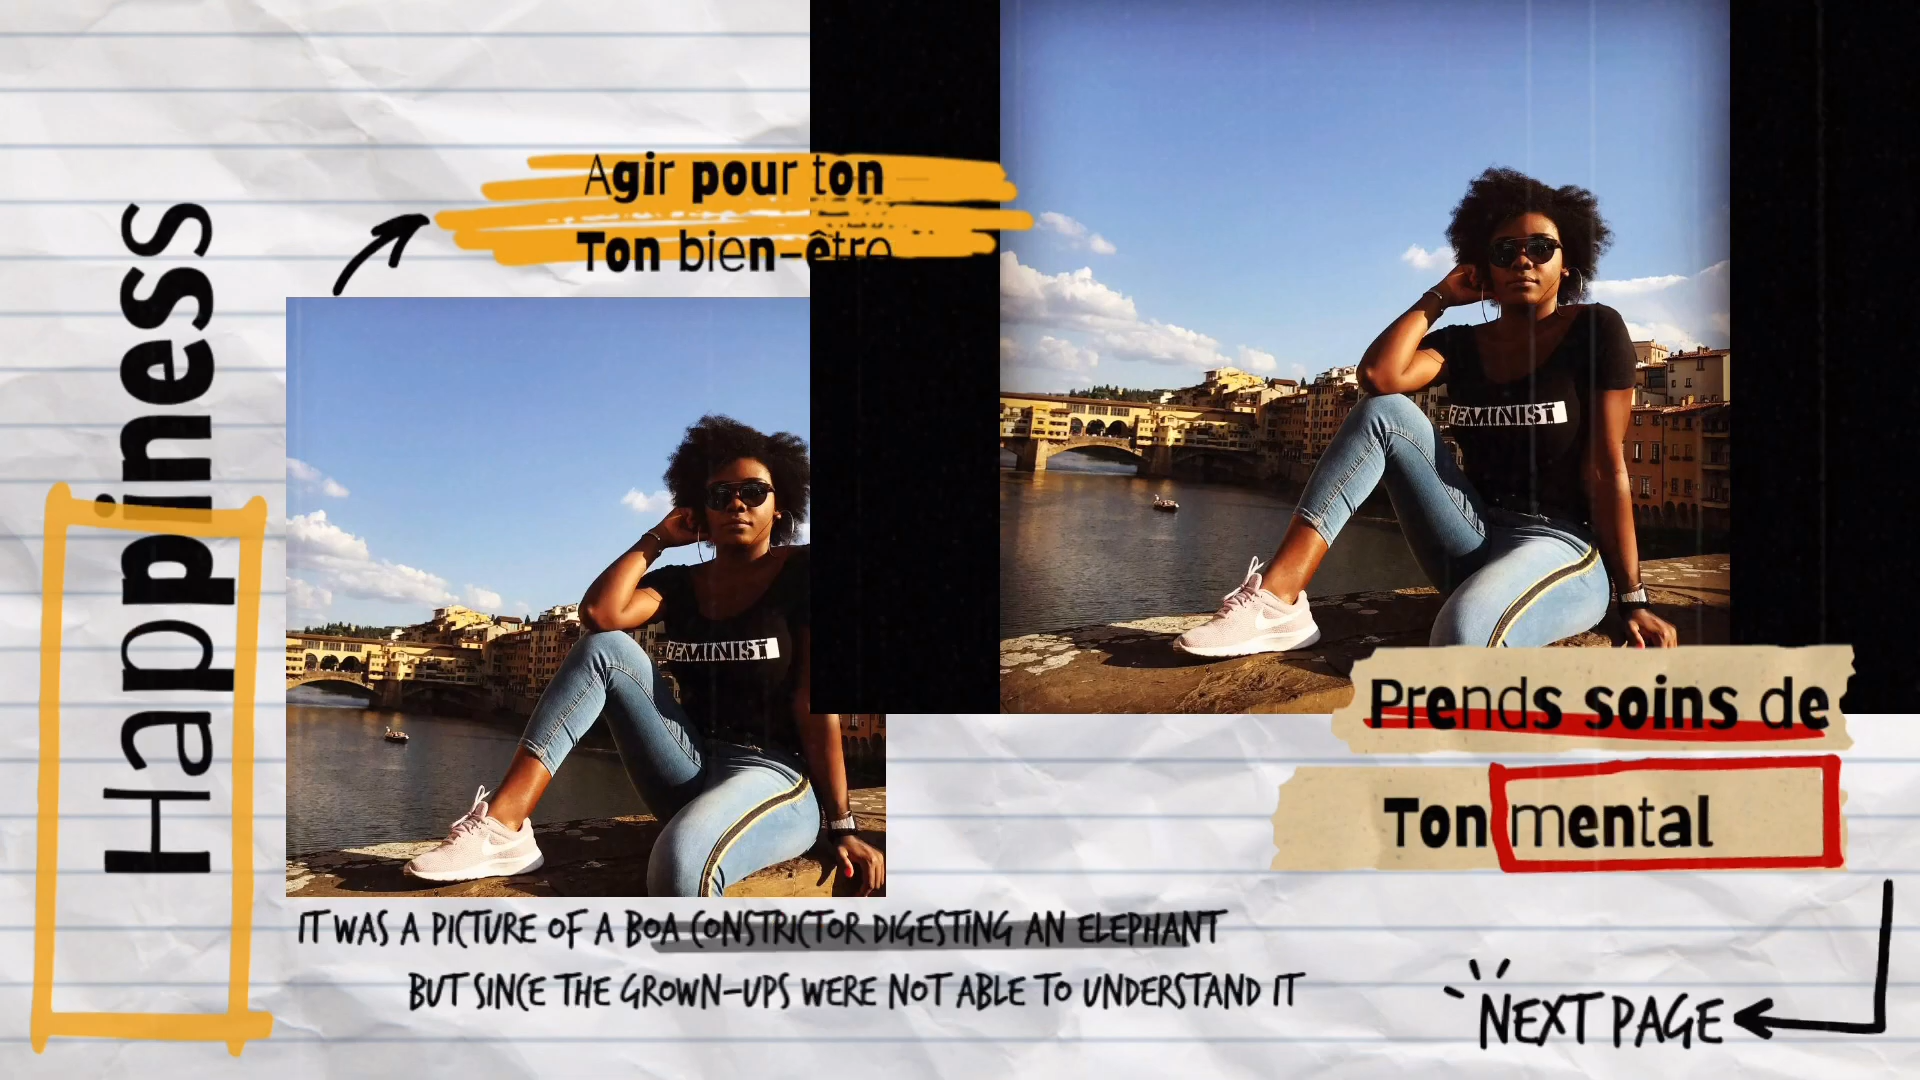 Happiness
Agir pour ton
Ton bien-être
FEMINIST
FEMINIST
Prends soins de
Ton mental
IT WAS A PICTURE OF A BOA CONSTRICTOR DIGESTING AN ELEPHANT
BUT SINCE THE GROWN-UPS WERE NOT ABLE TO UNDERSTAND IT
NEXT PAGE